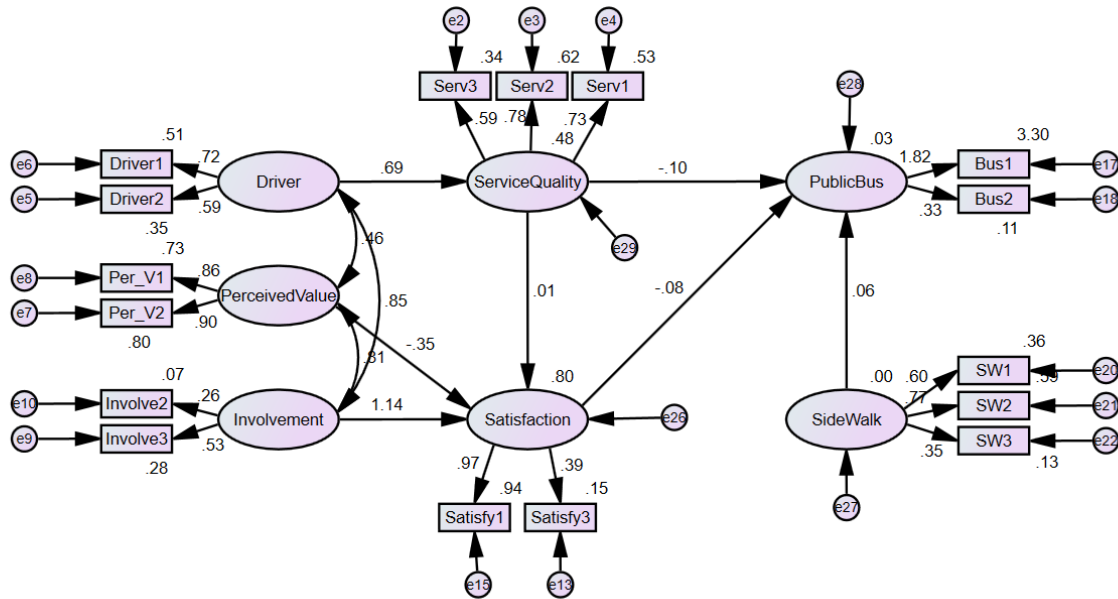 e2
e3
e4
.34
.62
.53
Serv3
Serv2
Serv1
e28
.59
.78
.73
.51
.48
.03
3.30
e6
Driver1
.72
1.82
Bus1
e17
Driver
.69
ServiceQuality
-.10
PublicBus
e5
Driver2
.59
.33
Bus2
e18
.35
.46
e29
.11
.73
e8
Per_V1
.86
PerceivedValue
.85
.01
-.08
.06
e7
Per_V2
.90
.80
-.35
.81
.36
.07
.80
.00
.60
SW1
.59
e20
e10
Involve2
.26
.77
SW2
e21
Involvement
1.14
Satisfaction
e26
SideWalk
e9
Involve3
.53
.35
SW3
e22
.28
.97
.39
.13
.94
.15
e27
Satisfy1
Satisfy3
e15
e13